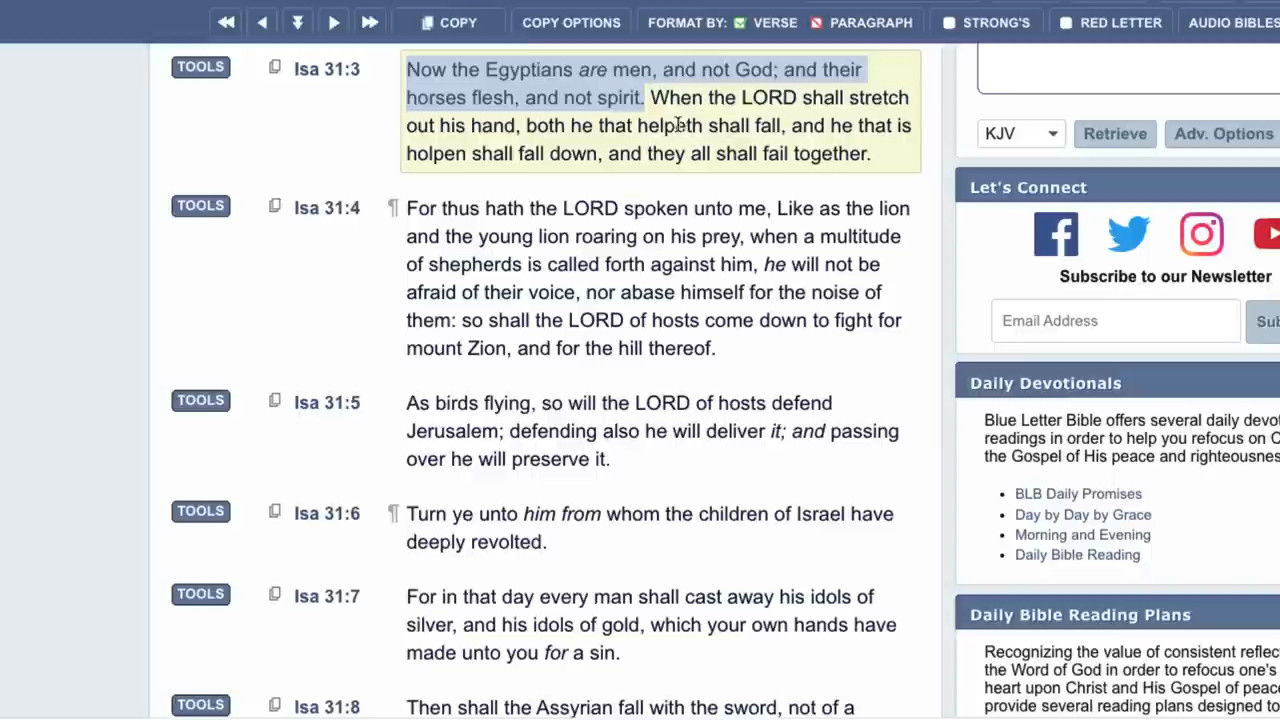 COPY
COPY OPTIONS
FORMAT BY: VERSE PARAGRAPH
STRONG'S
RED LETTER
AUDIO BIBLES
TOOLS Isa 31:3 Now the Egyptians are men, and not God; and their
horses flesh, and not spirit. When the LORD shall stretch
out his hand, both he that helpeth shall fall, and he that is
holpen shall fall down, and they all shall fail together.
TOOLS Isa 31:4 ¶ For thus hath the LORD spoken unto me, Like as the lion
and the young lion roaring on his prey, when a multitude
of shepherds is called forth against him, he will not be
afraid of their voice, nor abase himself for the noise of
them: so shall the LORD of hosts come down to fight for
mount Zion, and for the hill thereof.
TOOLS Isa 31:5 As birds flying, so will the LORD of hosts defend
Jerusalem; defending also he will deliver it; and passing
over he will preserve it.
TOOLS Isa 31:6 ¶ Turn ye unto him from whom the children of Israel have
deeply revolted.
TOOLS Isa 31:7 For in that day every man shall cast away his idols of
silver, and his idols of gold, which your own hands have
made unto you for a sin.
TOOLS Isa 31:8 Then shall the Assyrian fall with the sword, not of a
KJV Retrieve Adv. Options
Let's Connect
Subscribe to our Newsletter
Email Address
Daily Devotionals
Blue Letter Bible offers several daily
readings in order to help you refocus on
the Gospel of His peace and
• BLB Daily Promises
• Day by Day by Grace
• Morning and Evening
• Daily Bible Reading
Daily Bible Reading Plans
Recognizing the value of consistent
the Word of God in order to refocus one's
heart upon Christ and His Gospel of
provide several reading plans designed to